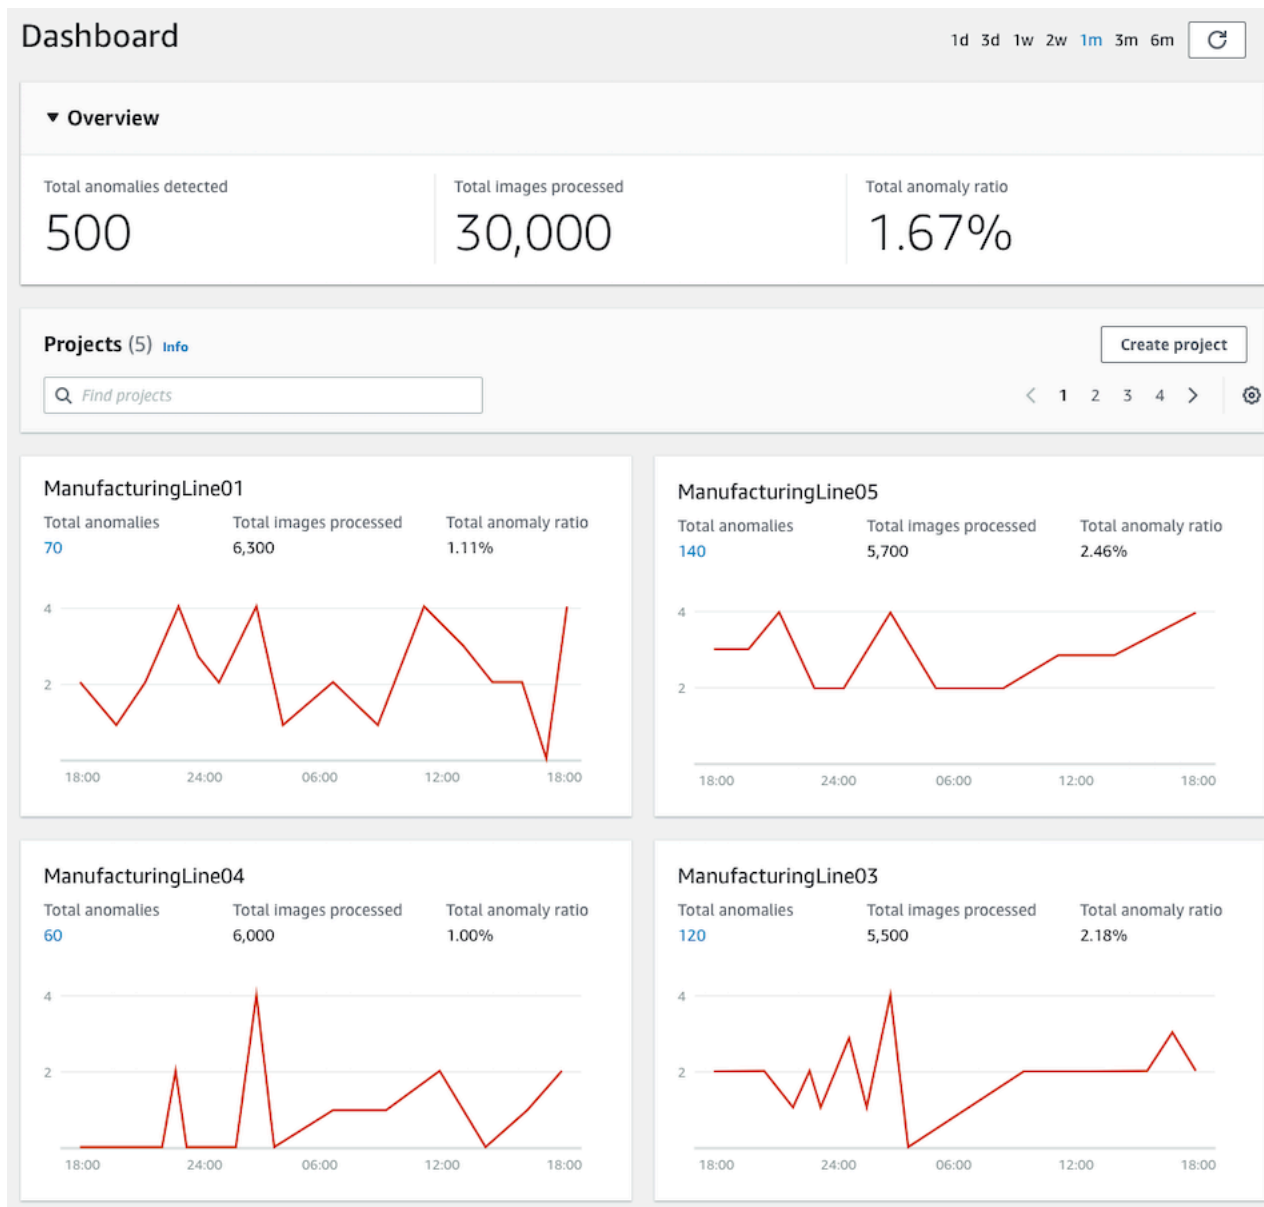 Dashboard
1d 3d 1w 2w 1m 3m 6m
Overview
Total anomalies detected
500
Total images processed
30,000
Total anomaly ratio
1.67%
Projects (5) Info
Create project
Find projects
1 2 3 4
ManufacturingLine01
Total anomalies Total images processed Total anomaly ratio
70 6,300 1.11%
4
2
18:00 24:00 06:00 12:00 18:00
ManufacturingLine05
Total anomalies Total images processed Total anomaly ratio
140 5,700 2.46%
4
2
18:00 24:00 06:00 12:00 18:00
ManufacturingLine04
Total anomalies Total images processed Total anomaly ratio
60 6,000 1.00%
4
2
18:00 24:00 06:00 12:00 18:00
ManufacturingLine03
Total anomalies Total images processed Total anomaly ratio
120 5,500 2.18%
4
2
18:00 24:00 06:00 12:00 18:00